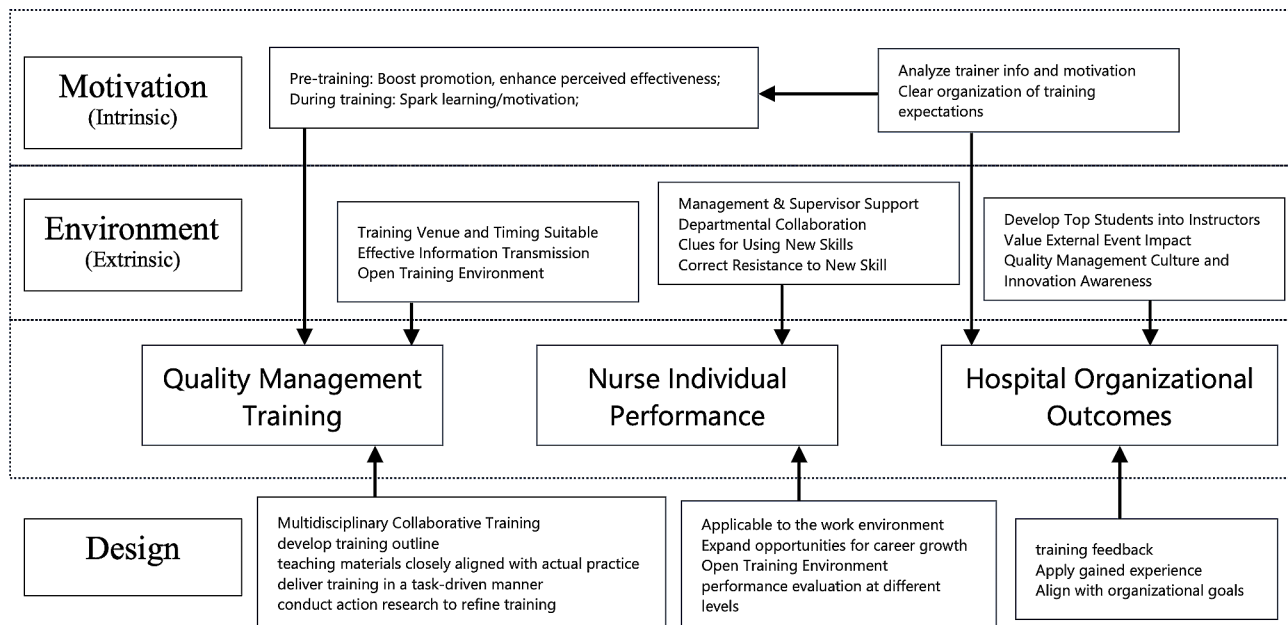 Motivation
(Intrinsic)
Pre-training: Boost promotion, enhance perceived effectiveness;
During training: Spark learning/motivation;
Analyze trainer info and motivation
Clear organization of training
expectations
Environment
(Extrinsic)
Training Venue and Timing Suitable
Effective Information Transmission
Open Training Environment
Management & Supervisor Support
Departmental Collaboration
Clues for Using New Skills
Correct Resistance to New Skill
Develop Top Students into Instructors
Value External Event Impact
Quality Management Culture and
Innovation Awareness
Quality Management
Training
Nurse Individual
Performance
Hospital Organizational
Outcomes
Design
Multidisciplinary Collaborative Training
develop training outline
teaching materials closely aligned with actual practice
deliver training in a task-driven manner
conduct action research to refine training
Applicable to the work environment
Expand opportunities for career growth
Open Training Environment
performance evaluation at different
levels
training feedback
Apply gained experience
Align with organizational goals